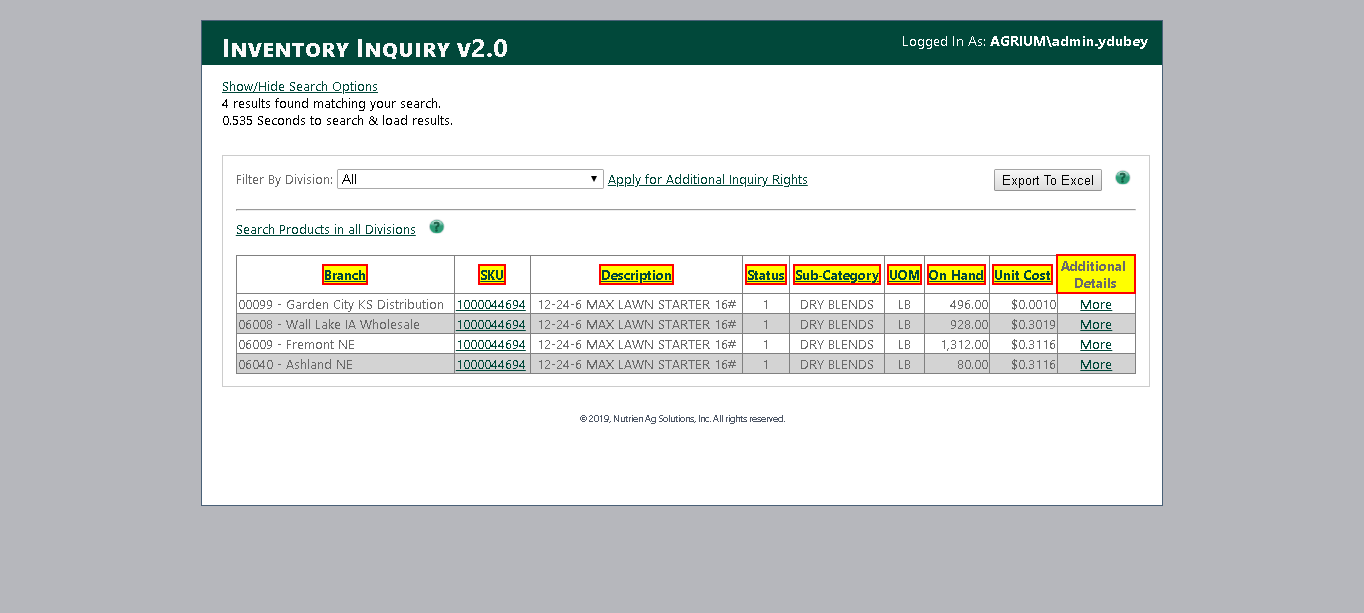 INVENTORY INQUIRY V2.0
Logged In As: AGRIUM\admin.ydubey
Show/Hide Search Options
4 results found matching your search.
0.535 Seconds to search & load results.
Filter By Division: All Apply for Additional Inquiry Rights Export To Excel ?
Search Products in all Divisions ?
Branch SKU Description Status Sub-Category UOM On Hand Unit Cost Additional Details
00099 - Garden City KS Distribution 1000044694 12-24-6 MAX LAWN STARTER 16# 1 DRY BLENDS LB 496.00 $0.0010 More
06008 - Wall Lake IA Wholesale 1000044694 12-24-6 MAX LAWN STARTER 16# 1 DRY BLENDS LB 928.00 $0.3019 More
06009 - Fremont NE 1000044694 12-24-6 MAX LAWN STARTER 16# 1 DRY BLENDS LB 1,312.00 $0.3116 More
06040 - Ashland NE 1000044694 12-24-6 MAX LAWN STARTER 16# 1 DRY BLENDS LB 80.00 $0.3116 More
© 2019, Nutrien Ag Solutions, Inc. All rights reserved.